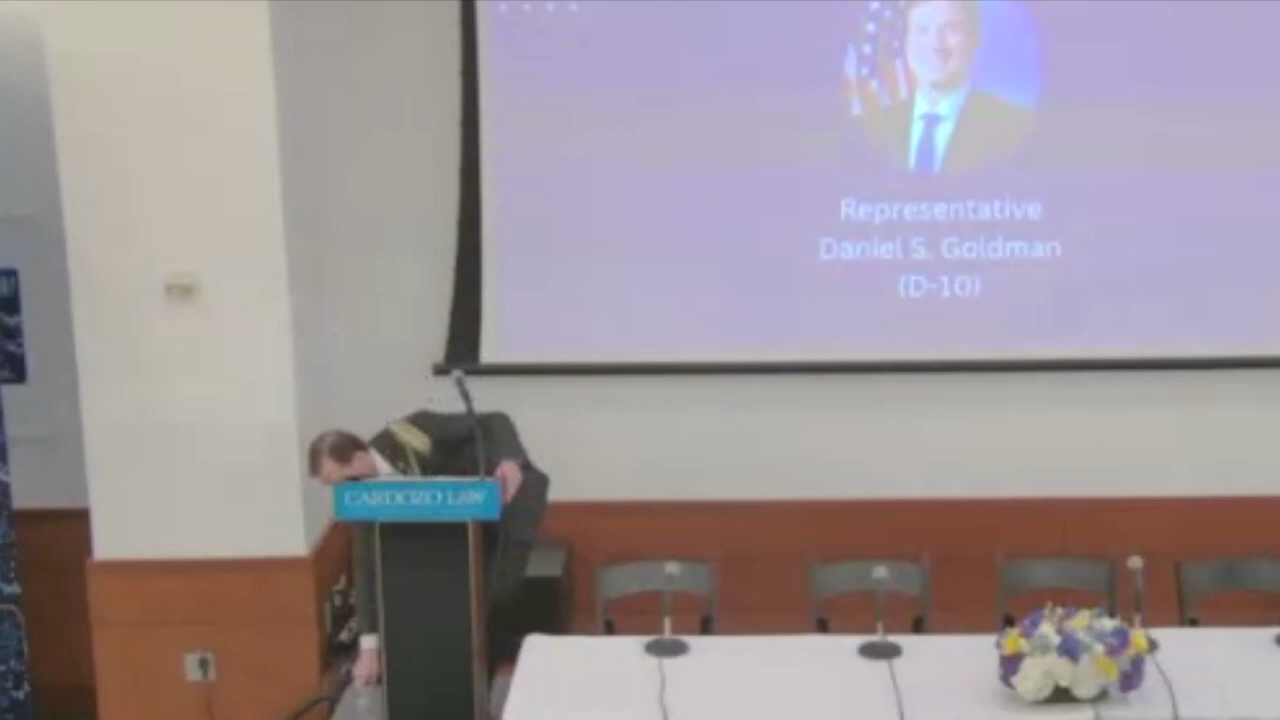 Representative
Daniel S. Goldman
(D-10)
CARDOZO LAW